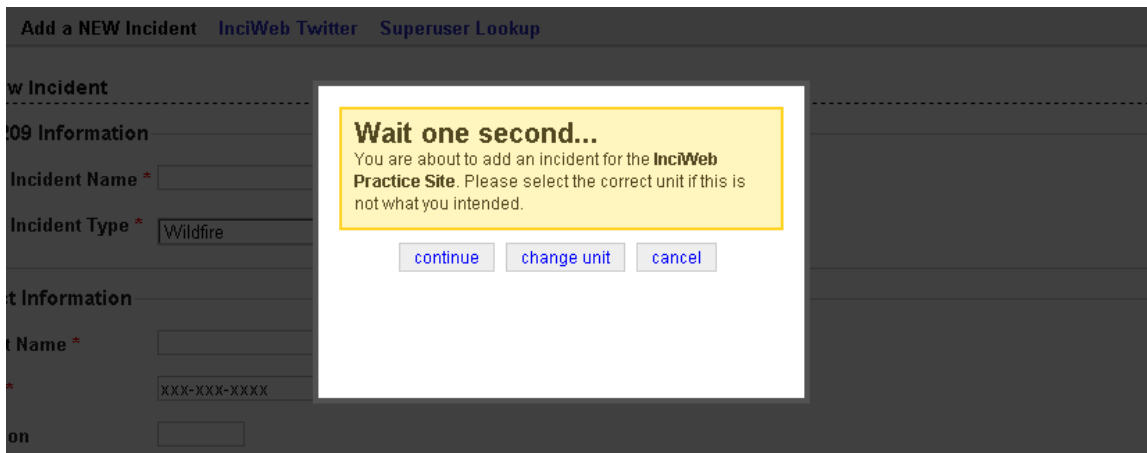 Add a NEW Incident InciWeb Twitter Superuser Lookup
w Incident
209 Information
Incident Name *
Incident Type * Wildfire
Wait one second...
You are about to add an incident for the InciWeb
Practice Site. Please select the correct unit if this is
not what you intended.
continue change unit cancel
t Information
t Name *
* xxx-xxx-xxxx
on